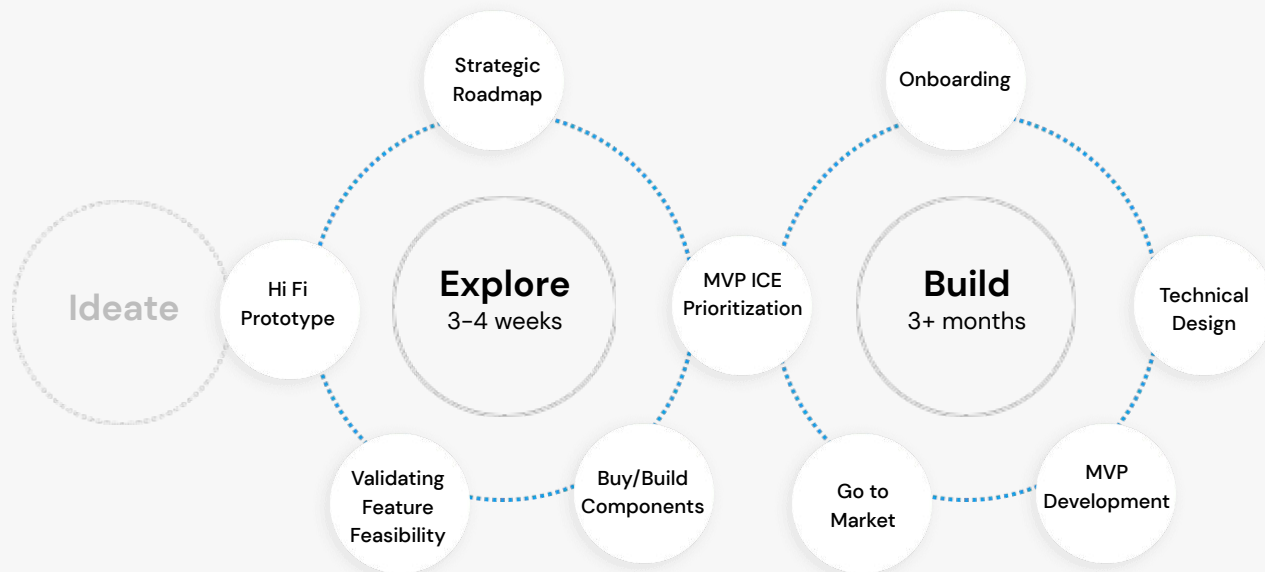 Strategic
Roadmap
Onboarding
Ideate
Hi Fi
Prototype
Explore
3-4 weeks
MVP ICE
Prioritization
Build
3+ months
Technical
Design
Validating
Feature
Feasibility
Buy/Build
Components
Go to
Market
MVP
Development